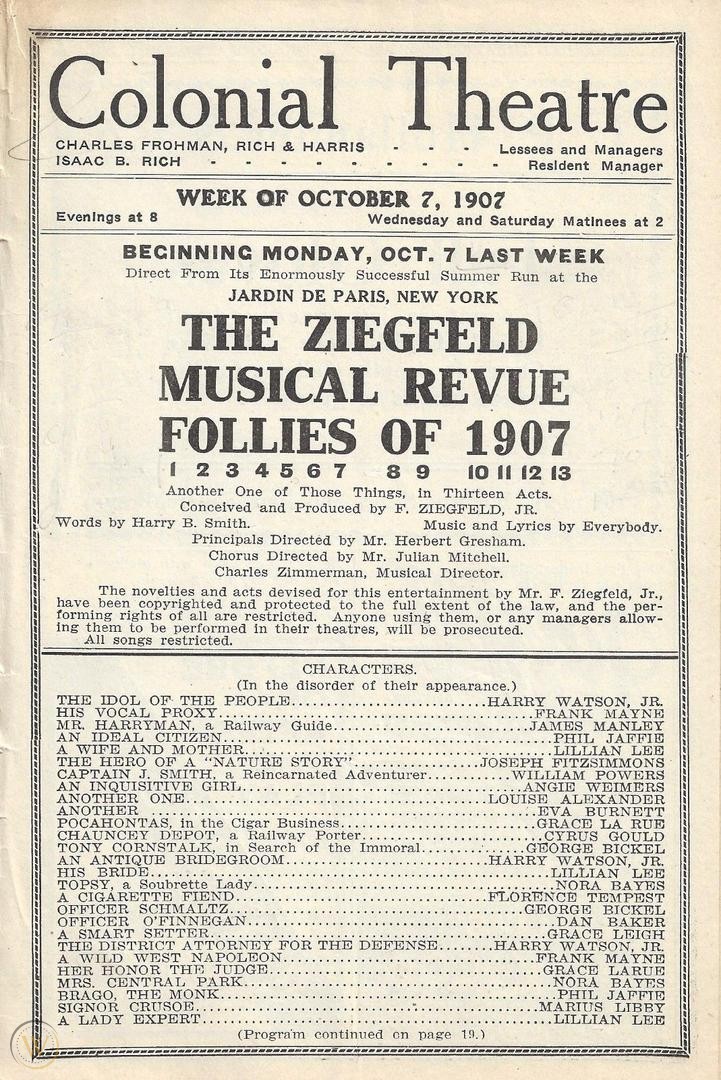 Colonial Theatre
CHARLES FROHMAN, RICH & HARRIS - - - Lessees and Managers
ISAAC B. RICH - - - - - - - - - Resident Manager
WEEK OF OCTOBER 7, 1907
Evenings at 8 Wednesday and Saturday Matinees at 2
BEGINNING MONDAY, OCT. 7 LAST WEEK
Direct From Its Enormously Successful Summer Run at the
JARDIN DE PARIS, NEW YORK
THE ZIEGFELD
MUSICAL REVUE
FOLLIES OF 1907
1 2 3 4 5 6 7 8 9 10 11 12 13
Another One of Those Things, in Thirteen Acts.
Conceived and Produced by F. ZIEGFELD, JR.
Words by Harry B. Smith. Music and Lyrics by Everybody.
Principals Directed by Mr. Herbert Gresham.
Chorus Directed by Mr. Julian Mitchell.
Charles Zimmerman, Musical Director.
The novelties and acts devised for this entertainment by Mr. F. Ziegfeld, Jr.,
have been copyrighted and protected to the full extent of the law, and the per-
forming rights of all are restricted. Anyone using them, or any managers allow-
ing them to be performed in their theatres, will be prosecuted.
All songs restricted.
CHARACTERS.
(In the disorder of their appearance.)
THE IDOL OF THE PEOPLE..........................HARRY WATSON, JR.
HIS VOCAL PROXY..........................FRANK MAYNE
MR. HARRYMAN, a Railway Guide..........................JAMES MANLEY
AN IDEAL CITIZEN..........................PHIL JAFFIE
A WIFE AND MOTHER..........................LILLIAN LEE
THE HERO OF A "NATURE STORY"..................JOSEPH FITZSIMMONS
CAPTAIN J. SMITH, a Reincarnated Adventurer............WILLIAM POWERS
AN INQUISITIVE GIRL..........................ANGIE WEIMERS
ANOTHER ONE..........................LOUISE ALEXANDER
ANOTHER..........................EVA BURNETT
POCAHONTAS, in the Cigar Business..........................GRACE LA RUE
CHAUNCEY DEPOT, a Railway Porter..........................CYRUS GOULD
TONY CORNSTALK, in Search of the Immoral...............GEORGE BICKEL
AN ANTIQUE BRIDEGROOM..........................HARRY WATSON, JR.
HIS BRIDE..........................LILLIAN LEE
TOPSY, a Soubrette Lady..........................NORA BAYES
A CIGARETTE FIEND..........................FLORENCE TEMPEST
OFFICER SCHMALTZ..........................GEORGE BICKEL
OFFICER O'FINNEGAN..........................DAN BAKER
A SMART SETTER..........................GRACE LEIGH
THE DISTRICT ATTORNEY FOR THE DEFENSE........HARRY WATSON, JR.
A WILD WEST NAPOLEON..........................FRANK MAYNE
HER HONOR THE JUDGE..........................GRACE LARUE
MRS. CENTRAL PARK..........................NORA BAYES
BRAGO, THE MONK..........................PHIL JAFFIE
SIGNOR CRUSOE..........................MARIUS LIBBY
A LADY EXPERT..........................LILLIAN LEE
(Program continued on page 19.)